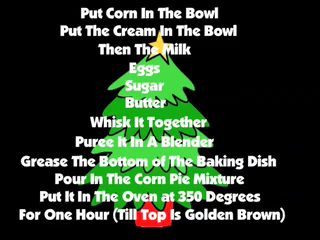 Put Corn In The Bowl
Put The Cream In The Bowl
Then The Milk
Eggs
Sugar
Butter
Whisk It Together
Puree It In A Blender
Grease The Bottom of The Baking Dish
Pour In The Corn Pie Mixture
Put It In The Oven at 350 Degrees
For One Hour (Till Top Is Golden Brown)